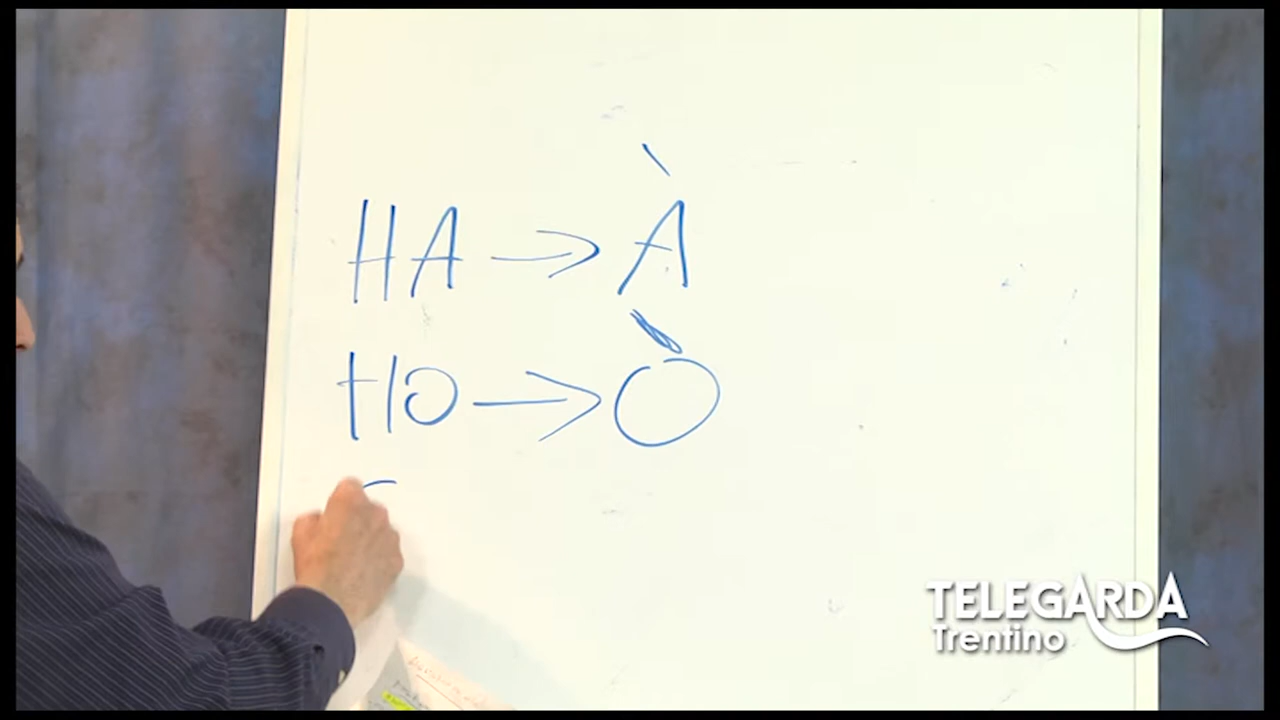 HA → À
HO → Ò
TELEGARDA
Trentino